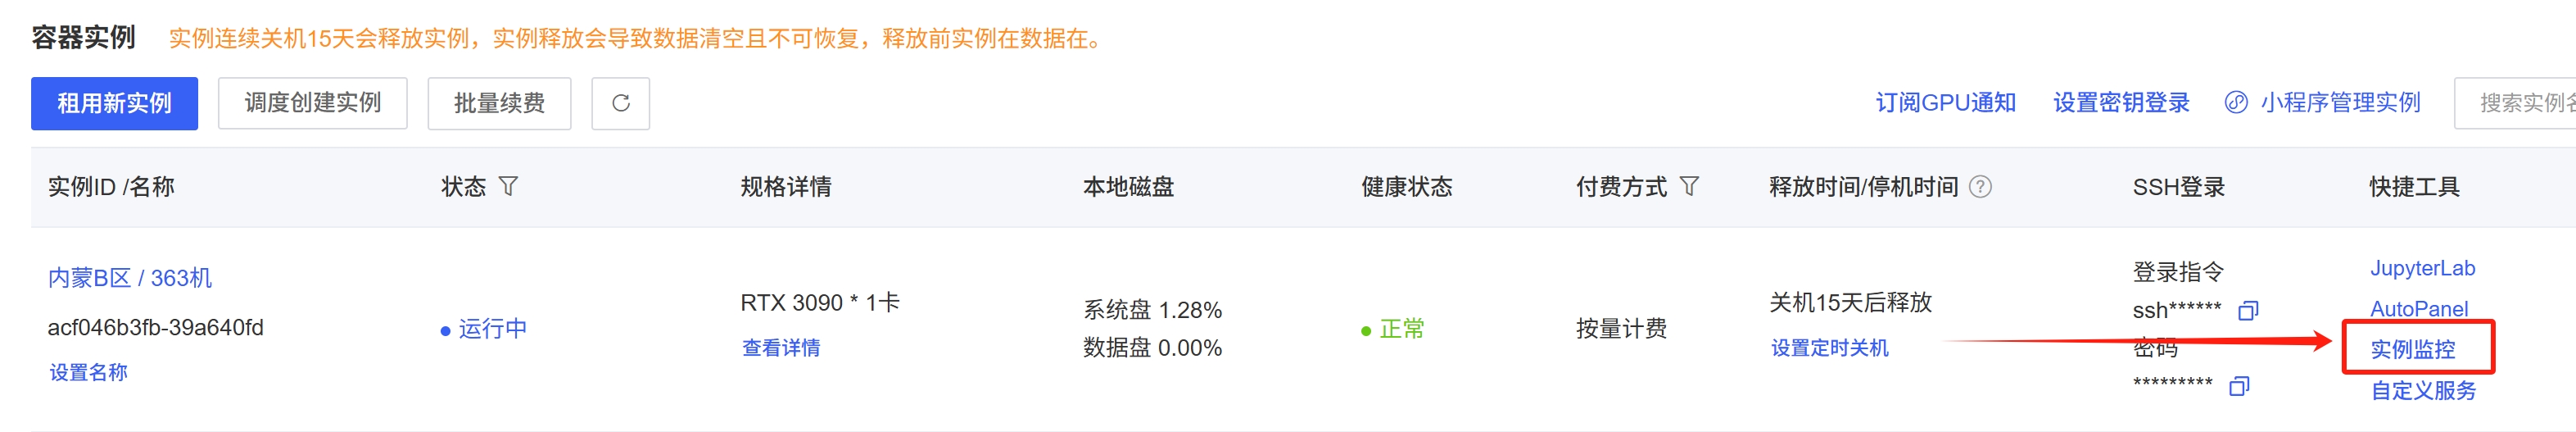 容器实例 实例连续关机15天会释放实例，实例释放会导致数据清空且不可恢复，释放前实例在数据在。
租用新实例 调度创建实例 批量续费 订阅GPU通知 设置密钥登录 小程序管理实例 搜索实例
实例ID /名称 状态 规格详情 本地磁盘 健康状态 付费方式 释放时间/停机时间 ? SSH登录 快捷工具
内蒙B区 / 363机
acf046b3fb-39a640fd
设置名称
运行中
RTX 3090 * 1卡
查看详情
系统盘 1.28%
数据盘 0.00%
正常
按量计费
关机15天后释放
设置定时关机
登录指令
ssh******
密码
*********
JupyterLab
AutoPanel
实例监控
自定义服务